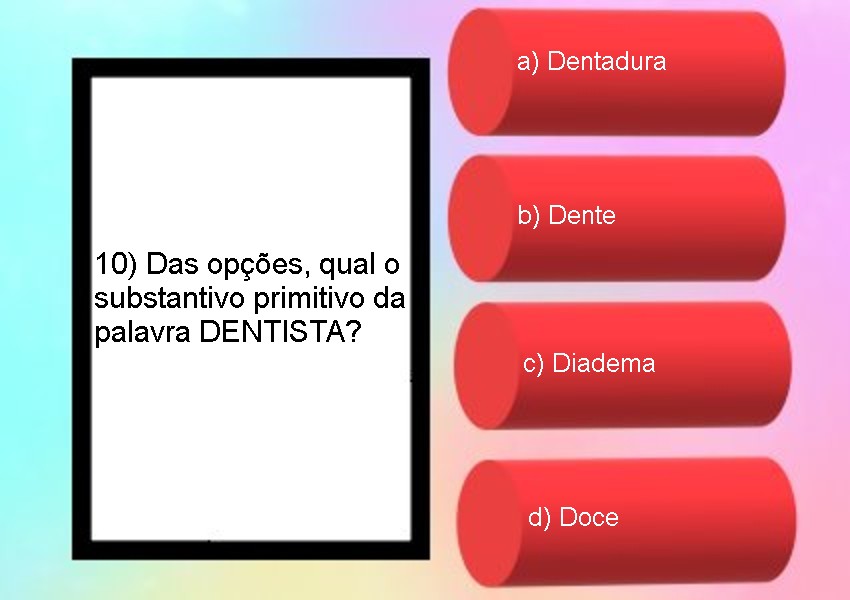 10) Das opções, qual o
substantivo primitivo da
palavra DENTISTA?
a) Dentadura
b) Dente
c) Diadema
d) Doce